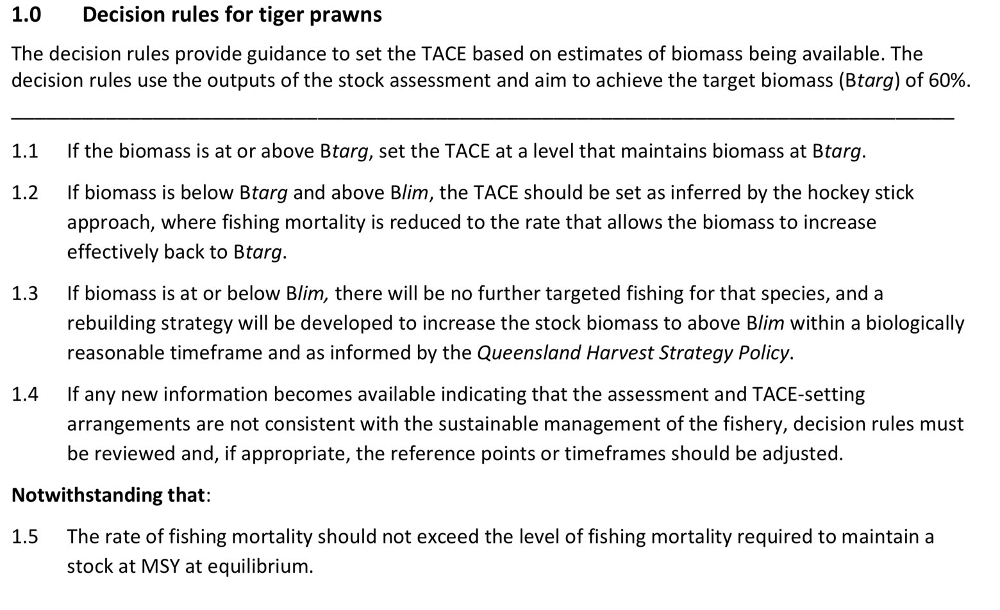 1.0 Decision rules for tiger prawns
The decision rules provide guidance to set the TACE based on estimates of biomass being available. The
decision rules use the outputs of the stock assessment and aim to achieve the target biomass (Btarg) of 60%.
1.1 If the biomass is at or above Btarg, set the TACE at a level that maintains biomass at Btarg.
1.2 If biomass is below Btarg and above Blim, the TACE should be set as inferred by the hockey stick
approach, where fishing mortality is reduced to the rate that allows the biomass to increase
effectively back to Btarg.
1.3 If biomass is at or below Blim, there will be no further targeted fishing for that species, and a
rebuilding strategy will be developed to increase the stock biomass to above Blim within a biologically
reasonable timeframe and as informed by the Queensland Harvest Strategy Policy.
1.4 If any new information becomes available indicating that the assessment and TACE-setting
arrangements are not consistent with the sustainable management of the fishery, decision rules must
be reviewed and, if appropriate, the reference points or timeframes should be adjusted.
Notwithstanding that:
1.5 The rate of fishing mortality should not exceed the level of fishing mortality required to maintain a
stock at MSY at equilibrium.